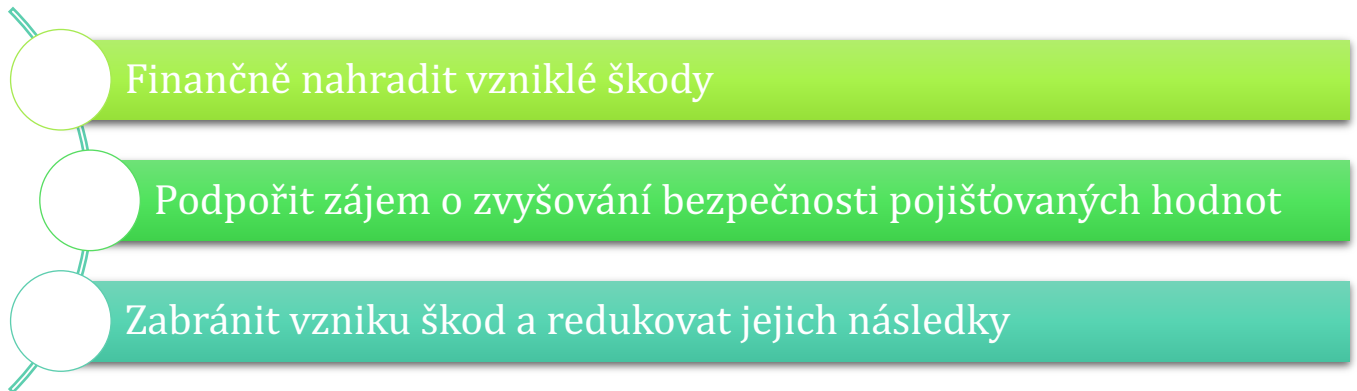 Finančně nahradit vzniklé škody
Podpořit zájem o zvyšování bezpečnosti pojišťovaných hodnot
Zabránit vzniku škod a redukovat jejich následky